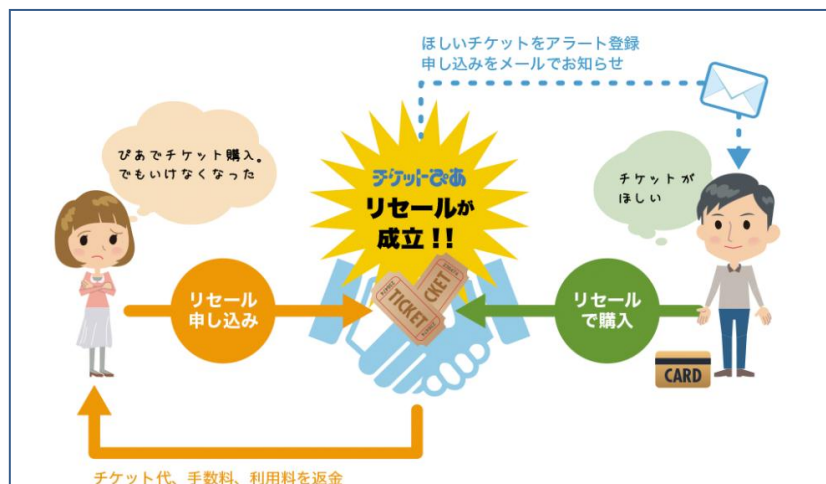 ほしいチケットをアラート登録
申し込みをメールでお知らせ
ぴあでチケット購入。
でもいけなくなった
チケットぴあ
リセールが
成立!!
チケットが
ほしい
リセール
申し込み
TICKET
CKET
リセール
で購入
CARD
チケット代、手数料、利用料を返金